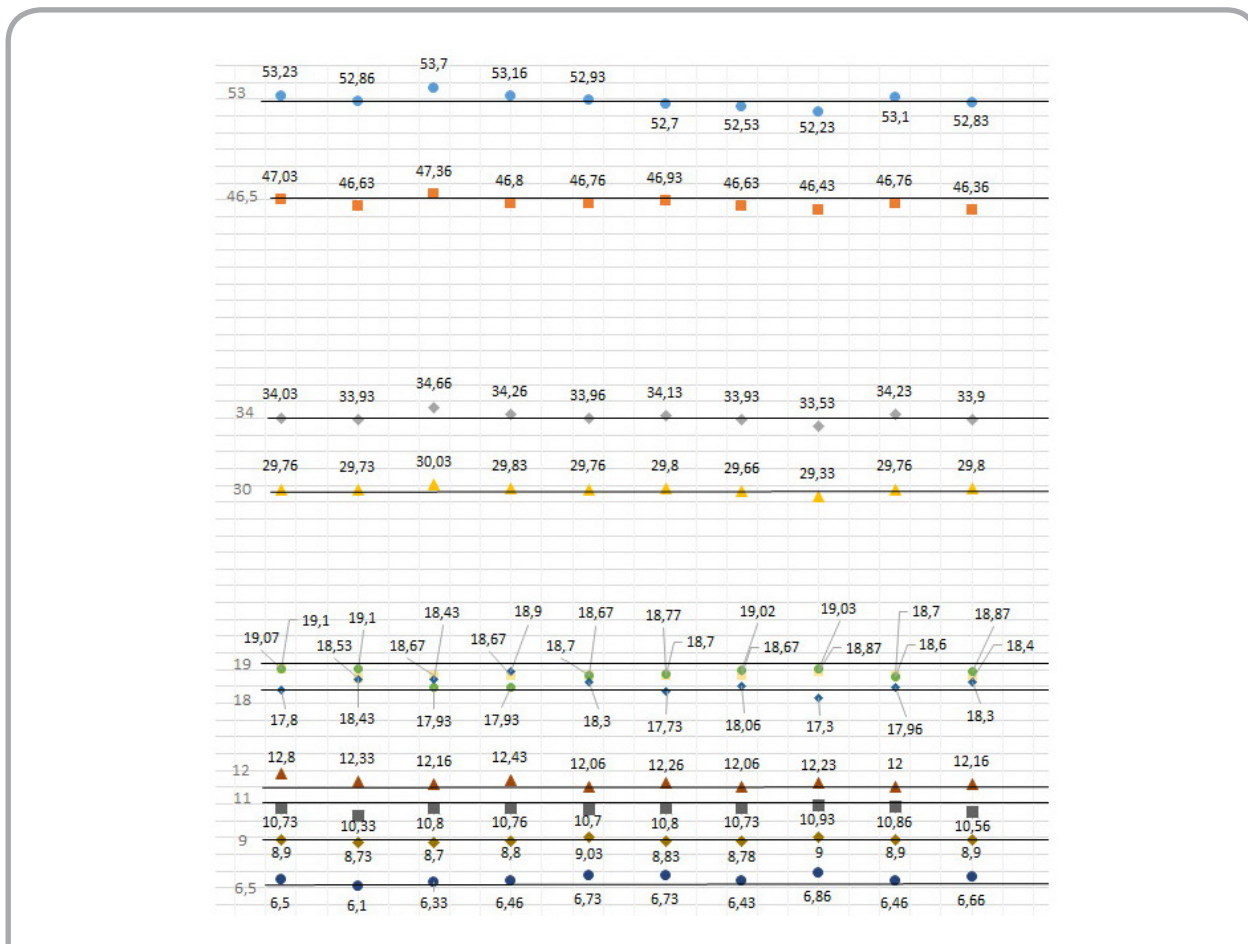 53,23 52,86 53,7 53,16 52,93
53
52,7 52,53 52,23 53,1 52,83
47,03 46,63 47,36 46,8 46,76 46,93 46,63 46,43 46,76 46,36
46,5
34,03 33,93 34,66 34,26 33,96 34,13 33,93 33,53 34,23 33,9
34
29,76 29,73 30,03 29,83 29,76 29,8 29,66 29,33 29,76 29,8
30
19,1 19,1 18,43 18,9 18,67 18,77 19,02 19,03 18,7 18,87
19,07 18,53 18,67 18,67 18,7 18,7 18,67 18,87 18,6 18,4
19
18
17,8 18,43 17,93 17,93 18,3 17,73 18,06 17,3 17,96 18,3
12,8 12,33 12,16 12,43 12,06 12,26 12,06 12,23 12 12,16
12
11
10,73 10,33 10,8 10,76 10,7 10,8 10,73 10,93 10,86 10,56
9
8,9 8,73 8,7 8,8 9,03 8,83 8,78 9 8,9 8,9
6,5
6,5 6,1 6,33 6,46 6,73 6,73 6,43 6,86 6,46 6,66